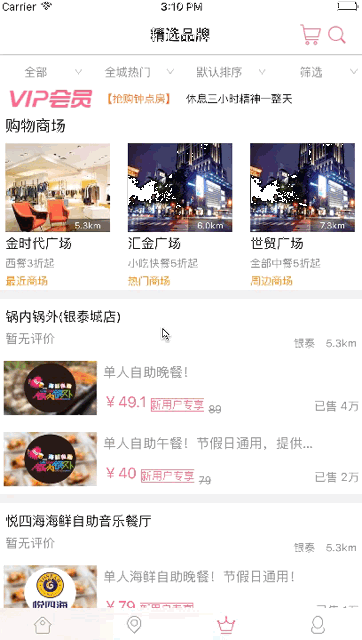 Carrier 3:10 PM
精选品牌
全部 全城热门 默认排序 筛选
VIP会员 【抢购钟点房】 休息三小时精神一整天
购物商场
5.3km 6.0km 7.3km
金时代广场 汇金广场 世贸广场
西餐3折起 小吃快餐5折起 全部中餐5折起
最近商场 热门商场 周边商场
锅内锅外(银泰城店)
暂无评价
银泰 5.3km
单人自助晚餐！
￥49.1 新用户专享 89 已售 4万
单人自助午餐！节假日通用，提供...
￥40 新用户专享 79 已售 2万
悦四海海鲜自助音乐餐厅
暂无评价
银泰 5.3km
单人海鲜自助晚餐！节假日通用！
悦四海
￥79 新用户专享